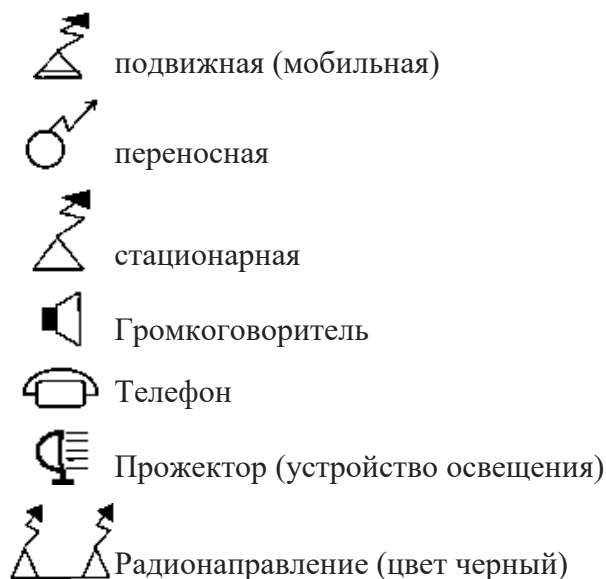 подвижная (мобильная)
переносная
стационарная
Громкоговоритель
Телефон
Прожектор (устройство освещения)
Радионаправление (цвет черный)